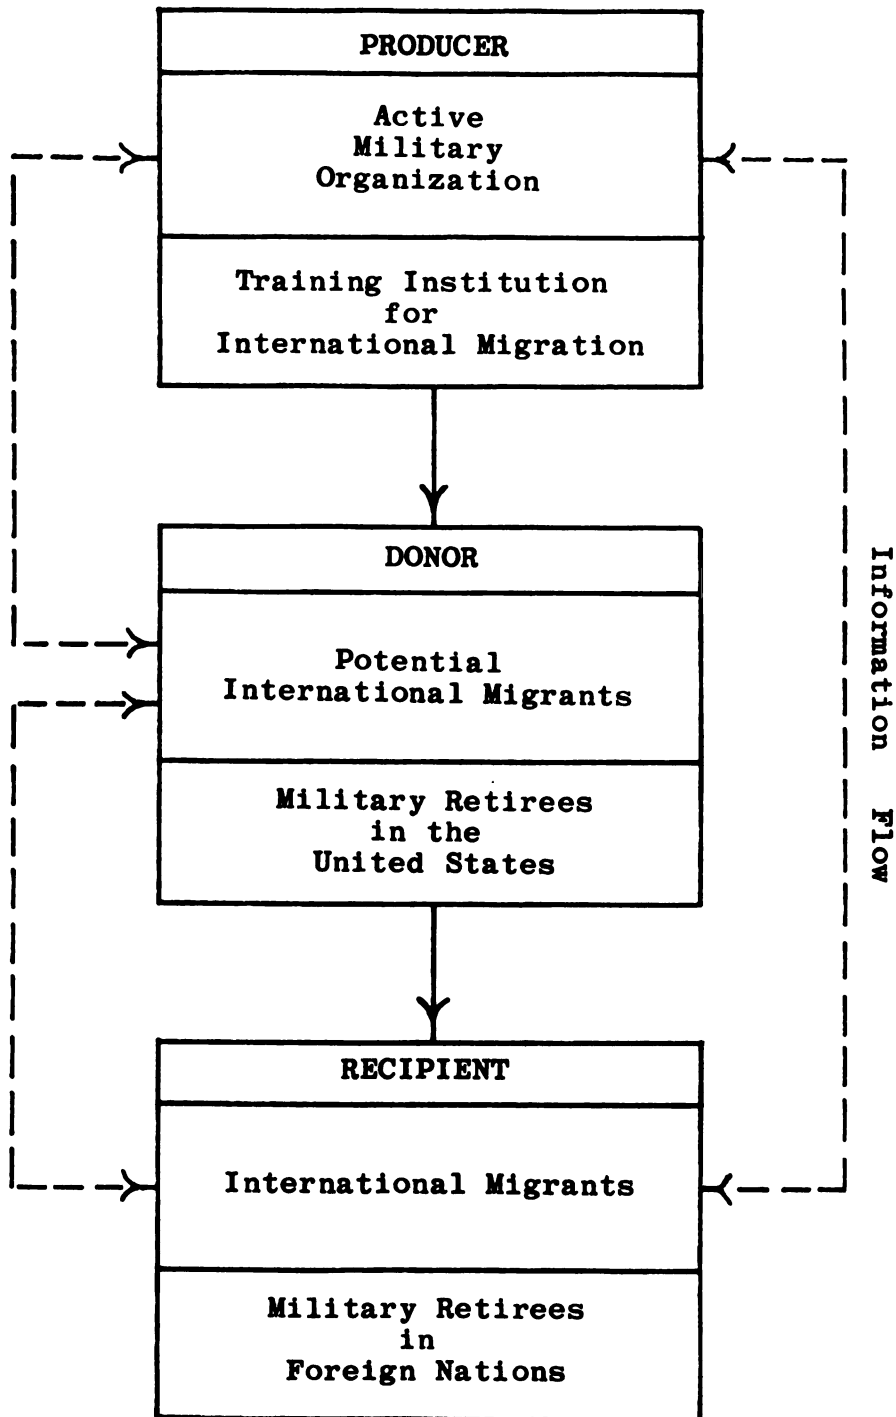 PRODUCER
Active
Military
Organization
Training Institution
for
International Migration
DONOR
Potential
International Migrants
Military Retirees
in the
United States
RECIPIENT
International Migrants
Military Retirees
in
Foreign Nations
Information Flow